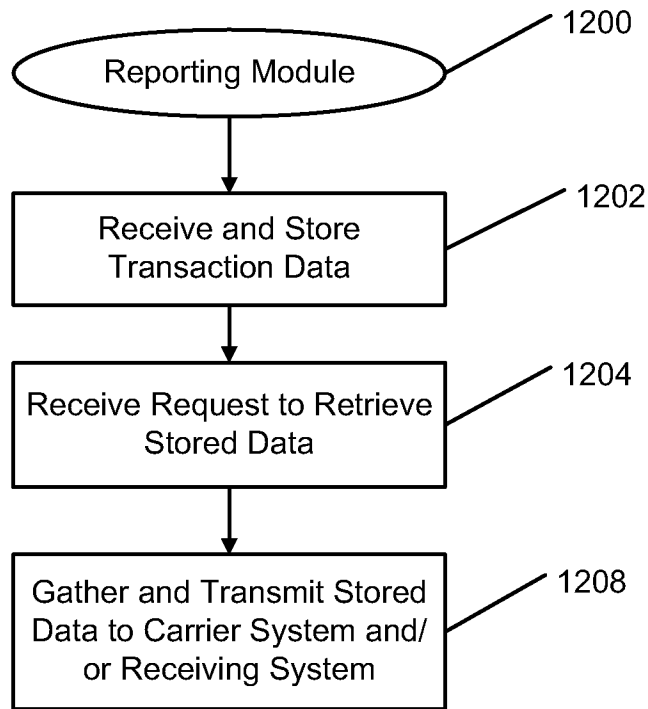 1200
Reporting Module
1202
Receive and Store
Transaction Data
1204
Receive Request to Retrieve
Stored Data
1208
Gather and Transmit Stored
Data to Carrier System and/
or Receiving System